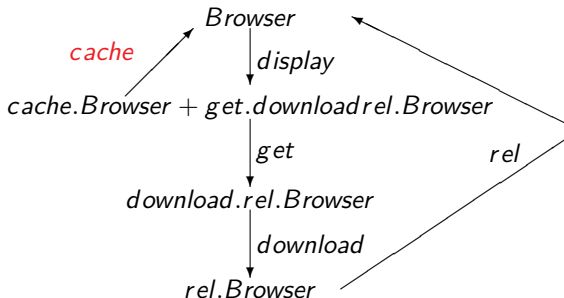 Browser
cache
display
cache.Browser + get.downloadrel.Browser
get
rel
download.rel.Browser
download
rel.Browser